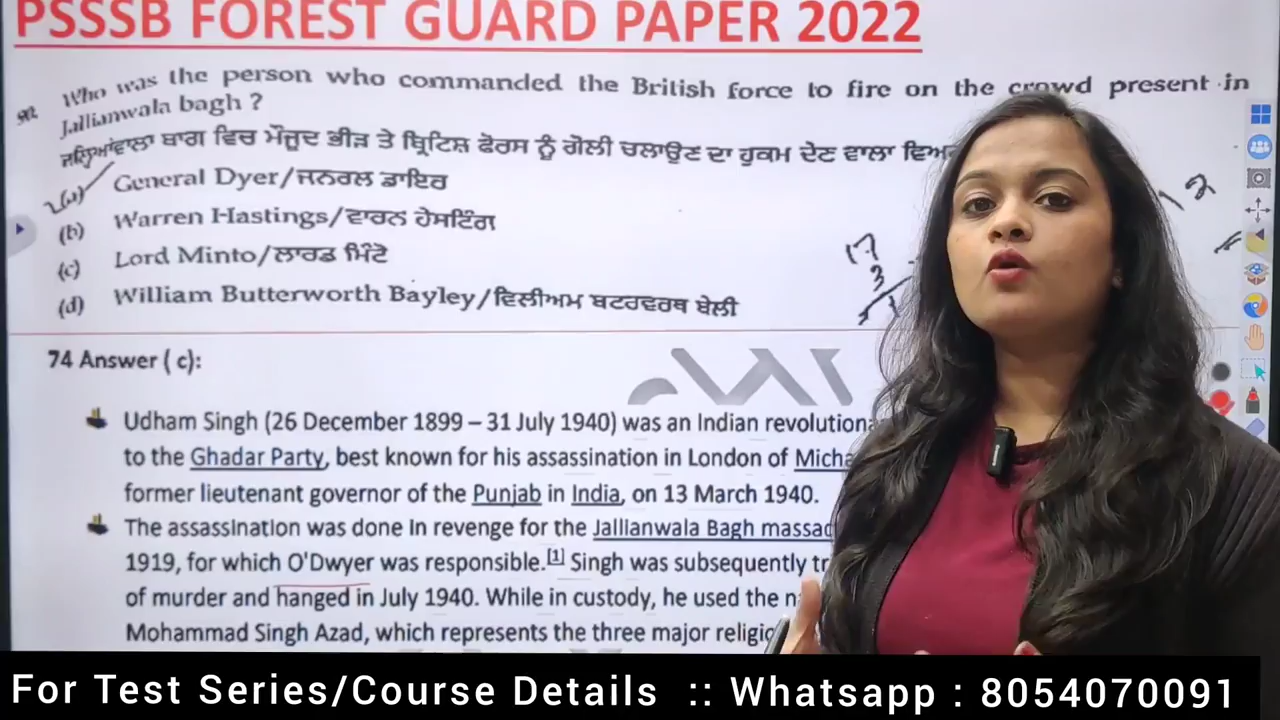 PSSSB FOREST GUARD PAPER 2022
Who was the person who commanded the British force to fire on the crowd present in
Jallianwala bagh ?
ਜਲ੍ਹਿਆਂਵਾਲਾ ਬਾਗ ਵਿਚ ਮੌਜੂਦ ਭੀੜ ਤੇ ਬ੍ਰਿਟਿਸ਼ ਫੋਰਸ ਨੂੰ ਗੋਲੀ ਚਲਾਉਣ ਦਾ ਹੁਕਮ ਦੇਣ ਵਾਲਾ
(a) General Dyer/ਜਨਰਲ ਡਾਇਰ
(b) Warren Hastings/ਵਾਰਨ ਹੇਸਟਿੰਗ
(c) Lord Minto/ਲਾਰਡ ਮਿੰਟੋ
(d) William Butterworth Bayley/ਵਿਲੀਅਮ ਬਟਰਵਰਥ ਬੇਲੀ
17
2
3
74 Answer ( c):
Udham Singh (26 December 1899 – 31 July 1940) was an Indian
to the Ghadar Party, best known for his assassination in London of
former lieutenant governor of the Punjab in India, on 13 March 1940.
The assassination was done in revenge for the Jallianwala Bagh
1919, for which O'Dwyer was responsible.[1] Singh was subsequently
of murder and hanged in July 1940. While in custody, he used the
Mohammad Singh Azad, which represents the three major
For Test Series/Course Details :: Whatsapp : 8054070091